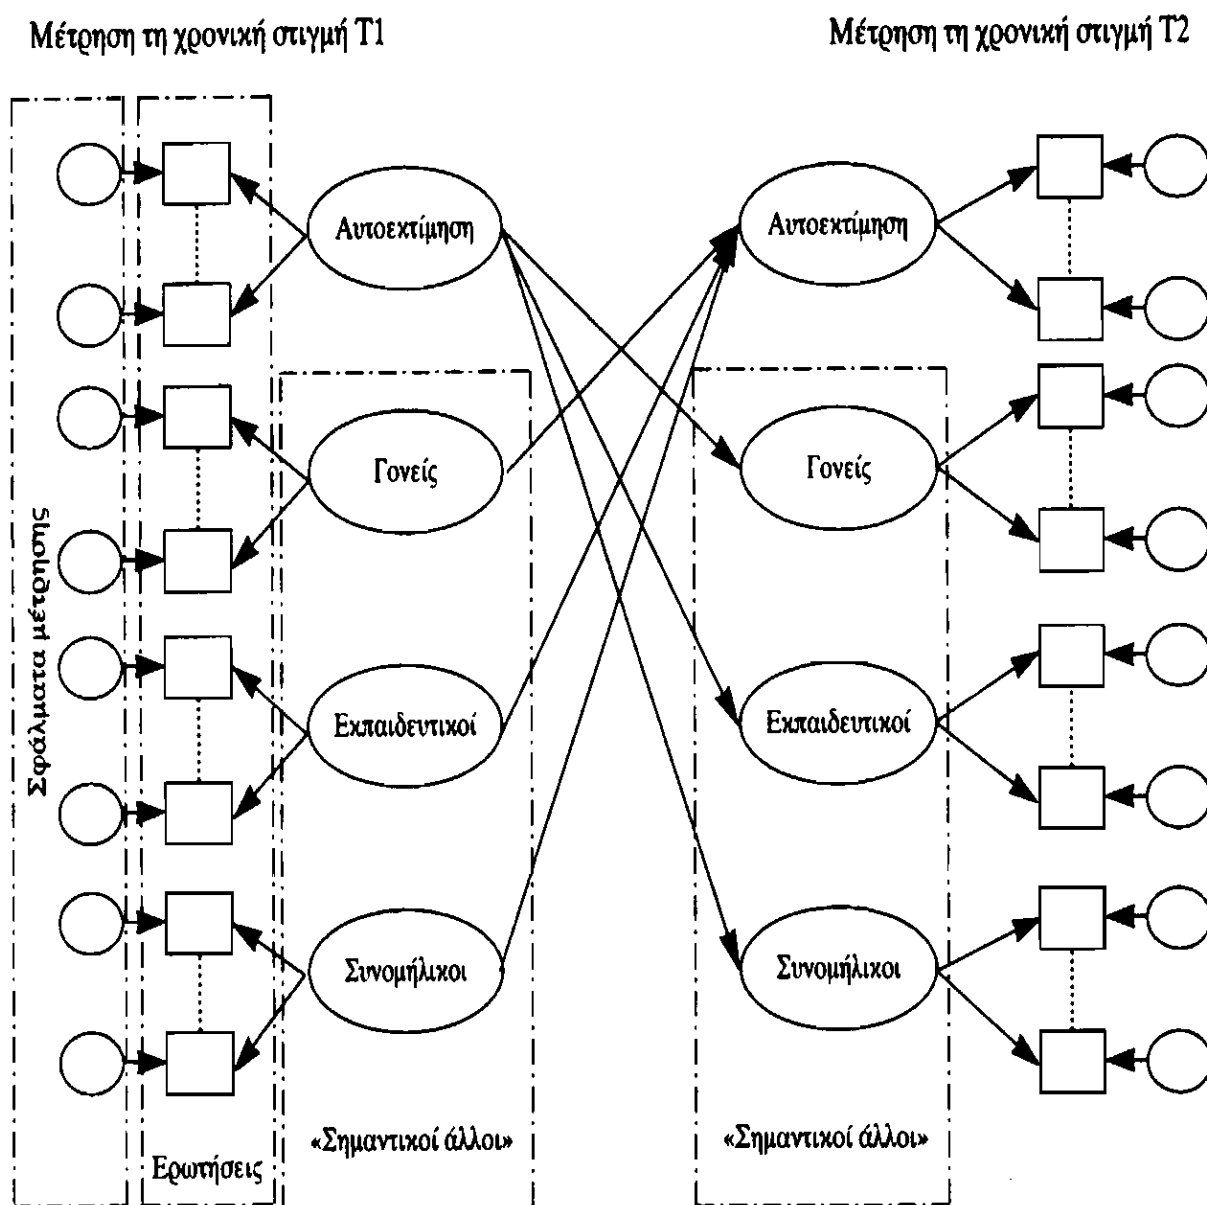 Μέτρηση τη χρονική στιγμή Τ1
Μέτρηση τη χρονική στιγμή Τ2
Αυτοεκτίμηση
Αυτοεκτίμηση
Γονείς
Γονείς
Σφάλματα μέτρησης
Εκπαιδευτικοί
Εκπαιδευτικοί
Συνομήλικοι
Συνομήλικοι
«Σημαντικοί άλλοι»
«Σημαντικοί άλλοι»
Ερωτήσεις